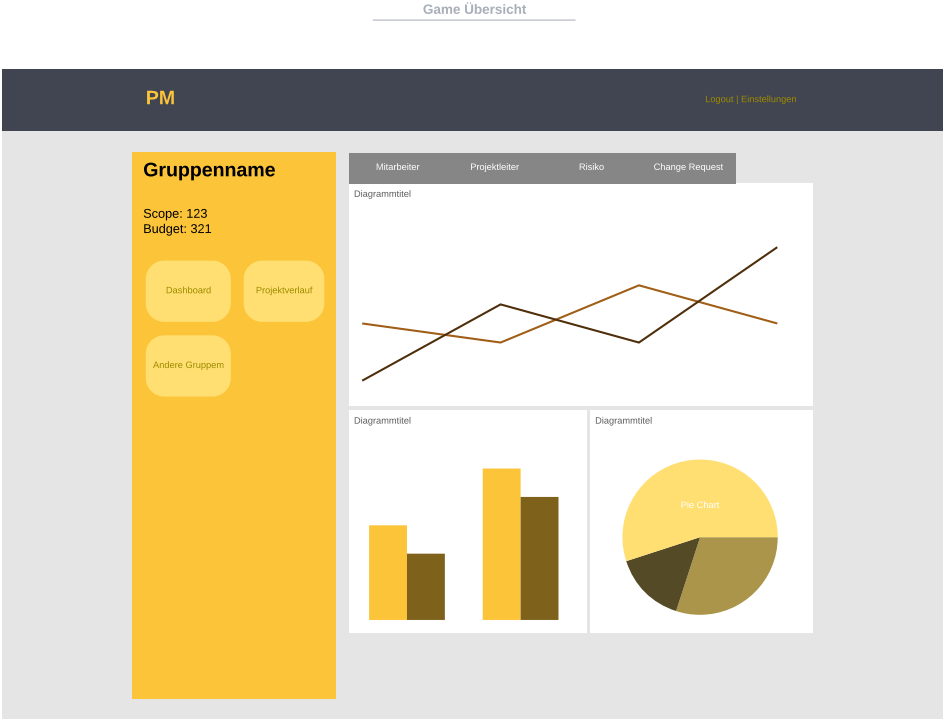 Game Übersicht
PM
Logout | Einstellungen
Gruppenname
Scope: 123
Budget: 321
Dashboard
Projektverlauf
Andere Gruppem
Mitarbeiter
Projektleiter
Risiko
Change Request
Diagrammtitel
Diagrammtitel
Diagrammtitel
Pie Chart